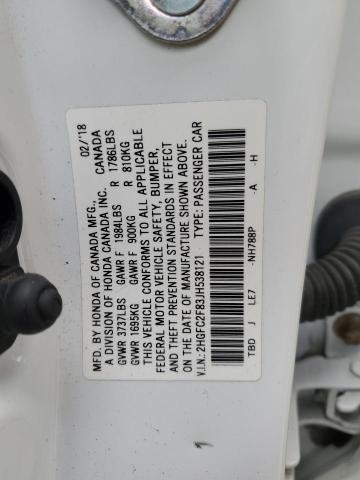 MFD. BY HONDA OF CANADA MFG., 02/'18
A DIVISION OF HONDA CANADA INC. CANADA
GVWR 3737LBS GAWR F 1984LBS R 1786LBS
GVWR 1695KG GAWR F 900KG R 810KG
THIS VEHICLE CONFORMS TO ALL APPLICABLE
FEDERAL MOTOR VEHICLE SAFETY, BUMPER,
AND THEFT PREVENTION STANDARDS IN EFFECT
ON THE DATE OF MANUFACTURE SHOWN ABOVE.
V.I.N.: 2HGFC2F83JH538121 TYPE: PASSENGER CAR
TBD J LE7 -NH788P -A -H